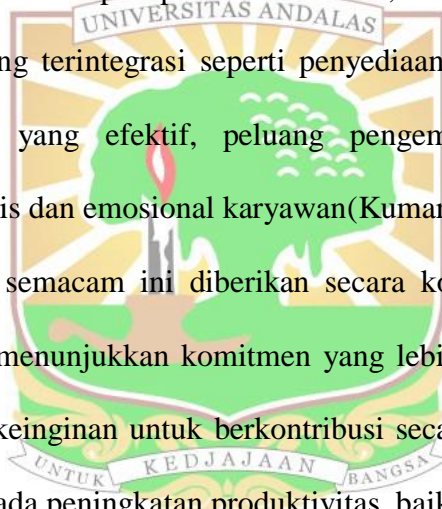 UNIVERSITAS ANDALAS
ng terintegrasi seperti penyediaan
yang efektif, peluang pengem
is dan emosional karyawan(Kumar
semacam ini diberikan secara ko
menunjukkan komitmen yang lebi
keinginan untuk berkontribusi seca
UNTUK KEDJAJAAN BANGSA
ada peningkatan produktivitas, baik